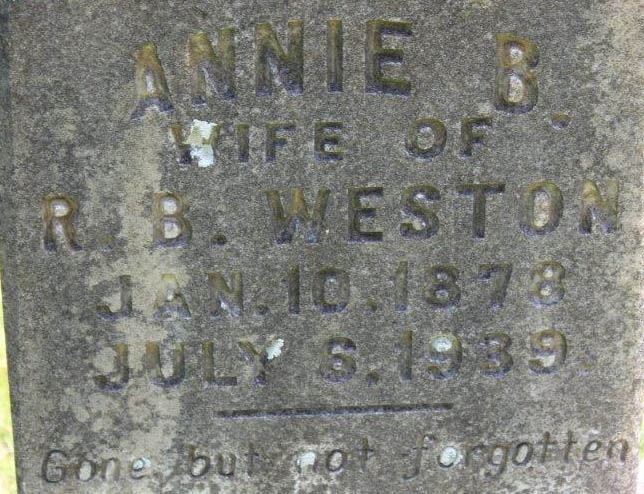 ANNIE B.
WIFE OF
R. B. WESTON
JAN. 10. 1878
JULY 6. 1939.
Gone, but not forgotten